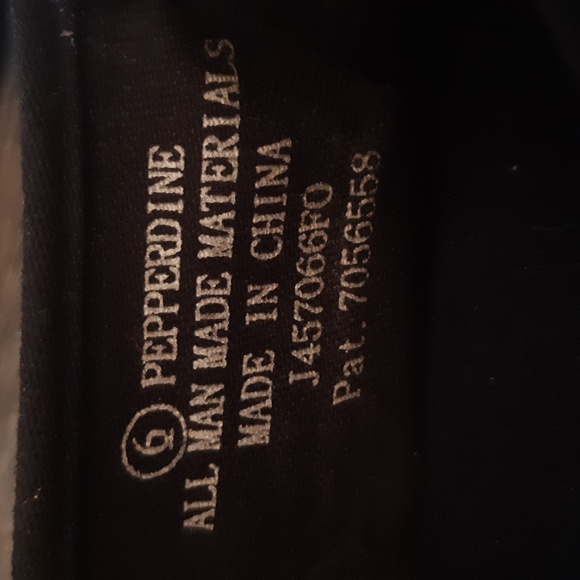 6 PEPPERDINE
ALL MAN MADE MATERIALS
MADE IN CHINA
J457066FO
Pat. 7056558